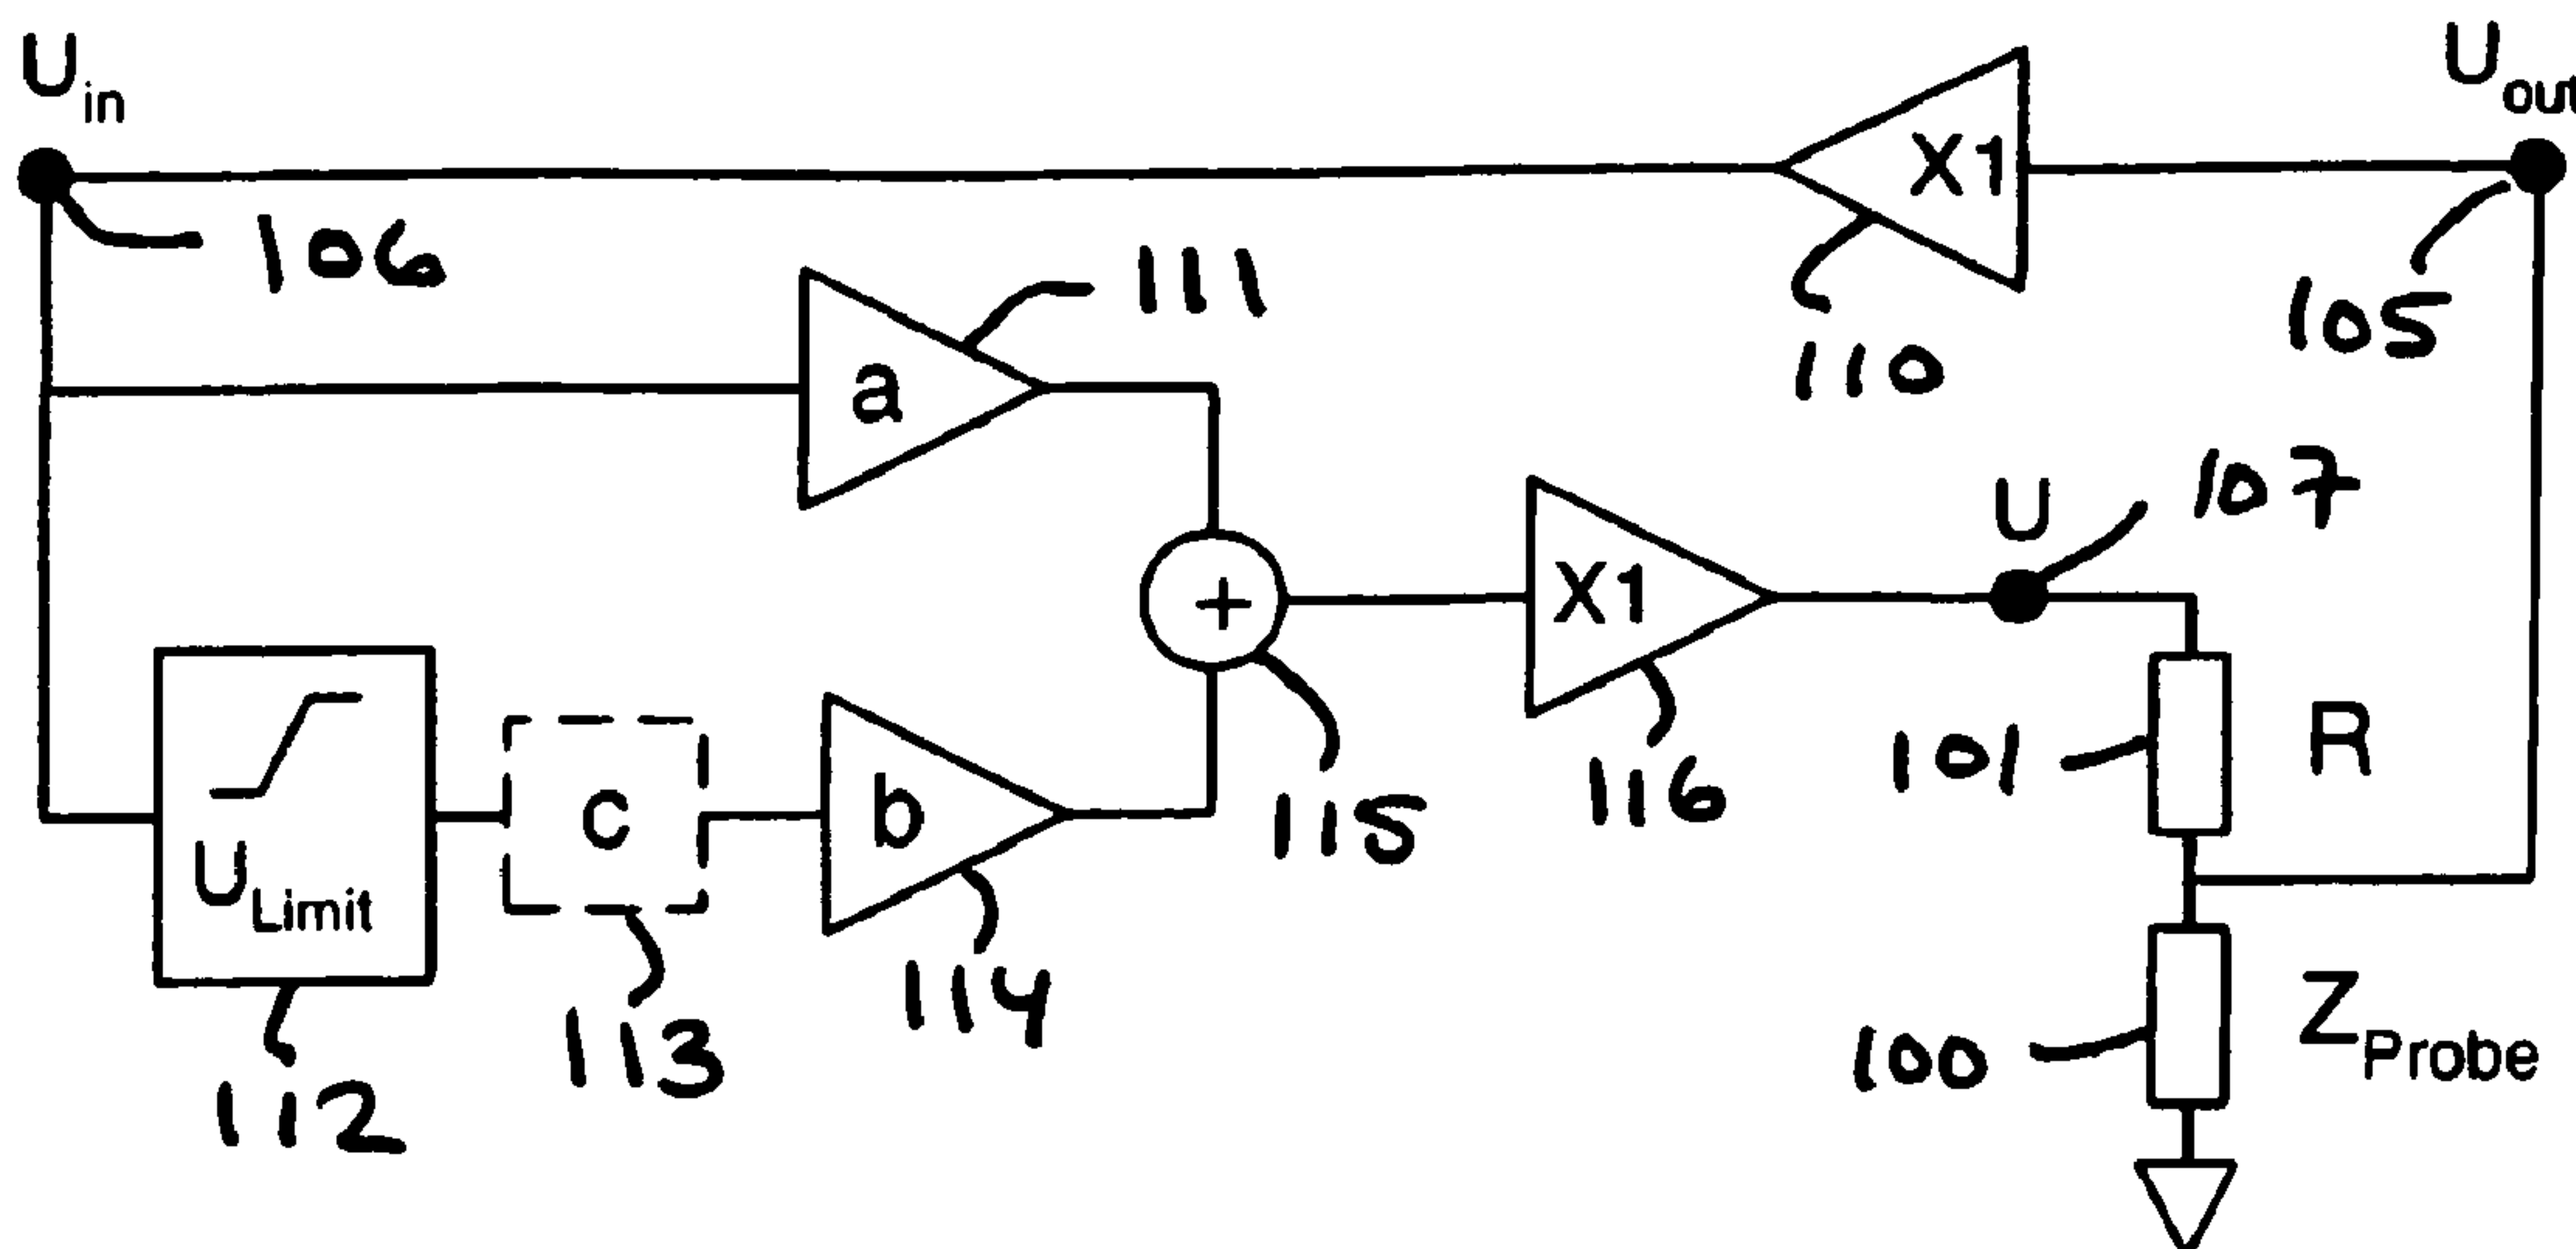 U_in
U_out
X1
106
111
110
105
a
U
107
+
X1
U_Limit
c
b
115
116
101
R
112
113
114
100
Z_Probe